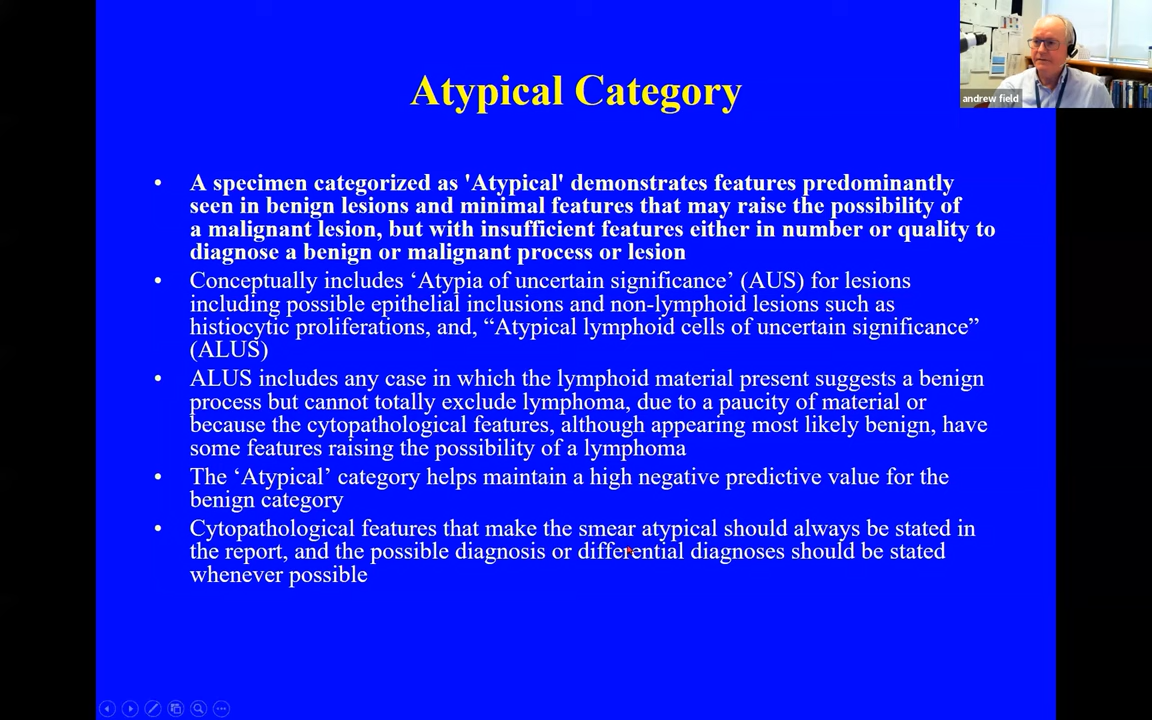 Atypical Category
andrew field
• A specimen categorized as 'Atypical' demonstrates features predominantly
seen in benign lesions and minimal features that may raise the possibility of
a malignant lesion, but with insufficient features either in number or quality to
diagnose a benign or malignant process or lesion
• Conceptually includes ‘Atypia of uncertain significance’ (AUS) for lesions
including possible epithelial inclusions and non-lymphoid lesions such as
histiocytic proliferations, and, “Atypical lymphoid cells of uncertain significance”
(ALUS)
• ALUS includes any case in which the lymphoid material present suggests a benign
process but cannot totally exclude lymphoma, due to a paucity of material or
because the cytopathological features, although appearing most likely benign, have
some features raising the possibility of a lymphoma
• The ‘Atypical’ category helps maintain a high negative predictive value for the
benign category
• Cytopathological features that make the smear atypical should always be stated in
the report, and the possible diagnosis or differential diagnoses should be stated
whenever possible